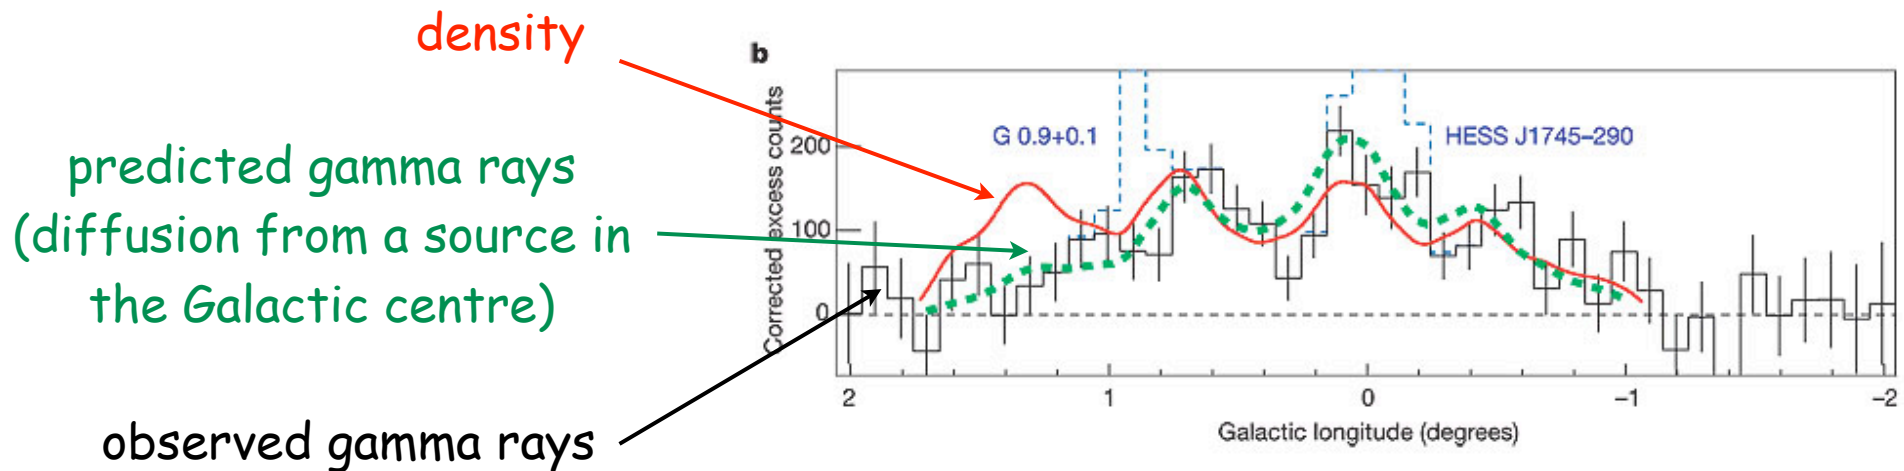 density
predicted gamma rays
(diffusion from a source in
the Galactic centre)
observed gamma rays
b
Corrected excess counts
200
100
0
G 0.9+0.1
HESS J1745–290
2
1
0
–1
–2
Galactic longitude (degrees)